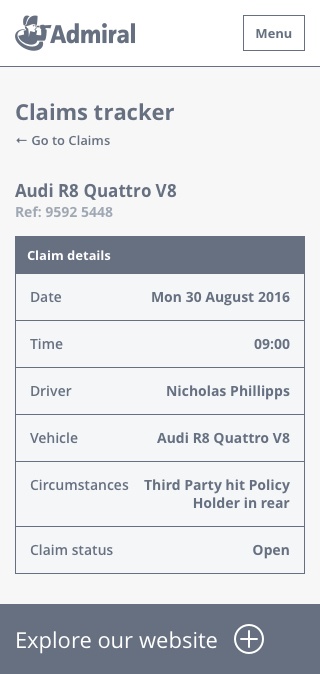 Admiral
Menu
Claims tracker
← Go to Claims
Audi R8 Quattro V8
Ref: 9592 5448
Claim details
Date Mon 30 August 2016
Time 09:00
Driver Nicholas Phillipps
Vehicle Audi R8 Quattro V8
Circumstances Third Party hit Policy
Holder in rear
Claim status Open
Explore our website